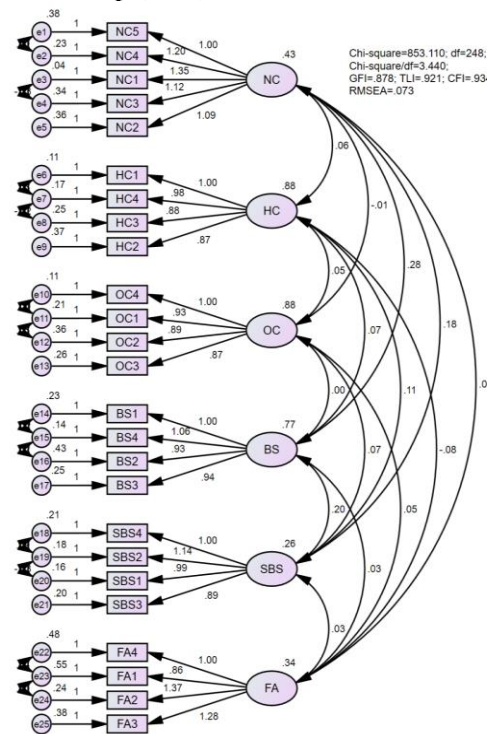 Chi-square=853.110; df=248;
Chi-square/df=3.440;
GFI=.878; TLI=.921; CFI=.934
RMSEA=.073
.38
e1 1 NC5 1.00
.23
e2 1 NC4 1.20
.04
e3 1 NC1 1.35
.34
e4 1 NC3 1.12
.36
e5 1 NC2 1.09
.43
NC
.11
e6 1 HC1 1.00
.17
e7 1 HC4 .98
.25
e8 1 HC3 .88
.37
e9 1 HC2 .87
.88
HC
.11
e10 1 OC4 1.00
.21
e11 1 OC1 .93
.36
e12 1 OC2 .89
.26
e13 1 OC3 .87
.88
OC
.23
e14 1 BS1 1.00
.14
e15 1 BS4 1.06
.43
e16 1 BS2 .93
.25
e17 1 BS3 .94
.77
BS
.21
e18 1 SBS4 1.00
.18
e19 1 SBS2 1.14
.16
e20 1 SBS1 .99
.20
e21 1 SBS3 .89
.26
SBS
.48
e22 1 FA4 1.00
.55
e23 1 FA1 .86
.24
e24 1 FA2 1.37
.38
e25 1 FA3 1.28
.34
FA
.06
-.01
.28
.18
.05
.07
.11
-.08
.00
.07
.05
.20
.03
.03